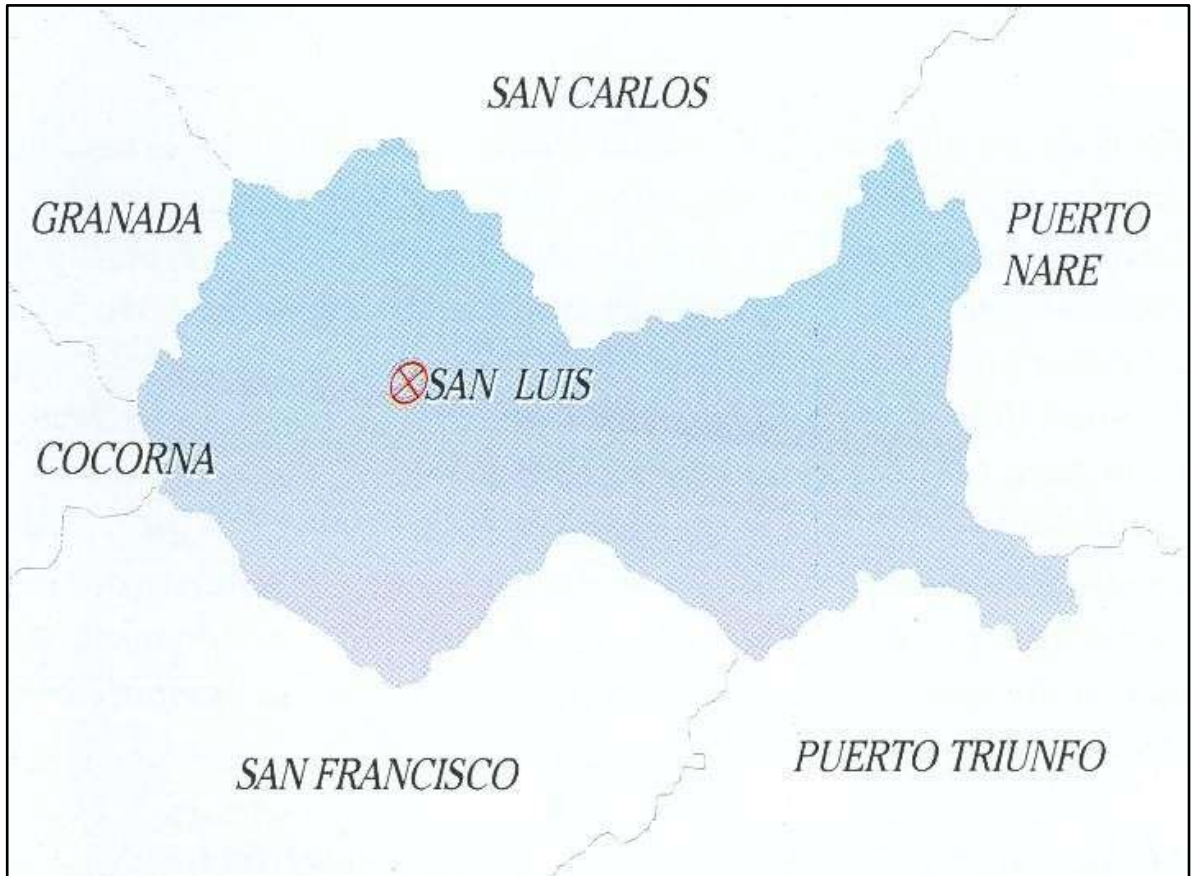 SAN CARLOS
GRANADA
PUERTO
NARE
SAN LUIS
COCORNA
SAN FRANCISCO
PUERTO TRIUNFO